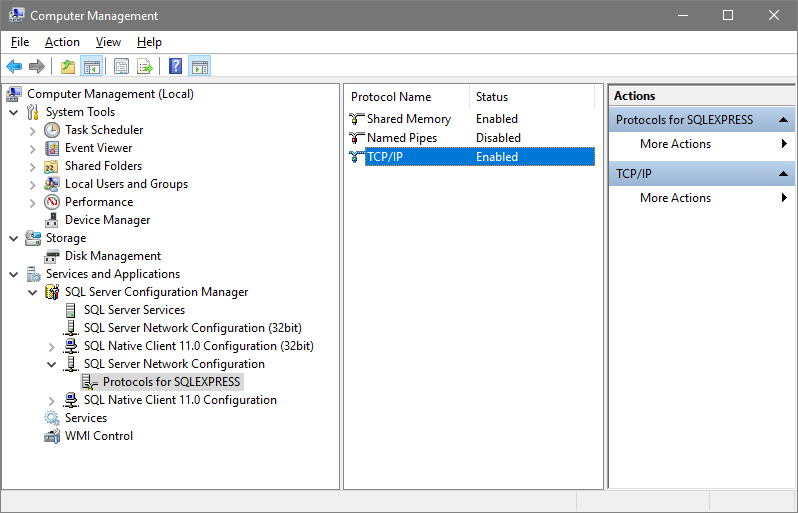 Computer Management
File Action View Help
Computer Management (Local)
System Tools
Task Scheduler
Event Viewer
Shared Folders
Local Users and Groups
Performance
Device Manager
Storage
Disk Management
Services and Applications
SQL Server Configuration Manager
SQL Server Services
SQL Server Network Configuration (32bit)
SQL Native Client 11.0 Configuration (32bit)
SQL Server Network Configuration
Protocols for SQLEXPRESS
SQL Native Client 11.0 Configuration
Services
WMI Control
Protocol Name Status
Shared Memory Enabled
Named Pipes Disabled
TCP/IP Enabled
Actions
Protocols for SQLEXPRESS
More Actions
TCP/IP
More Actions